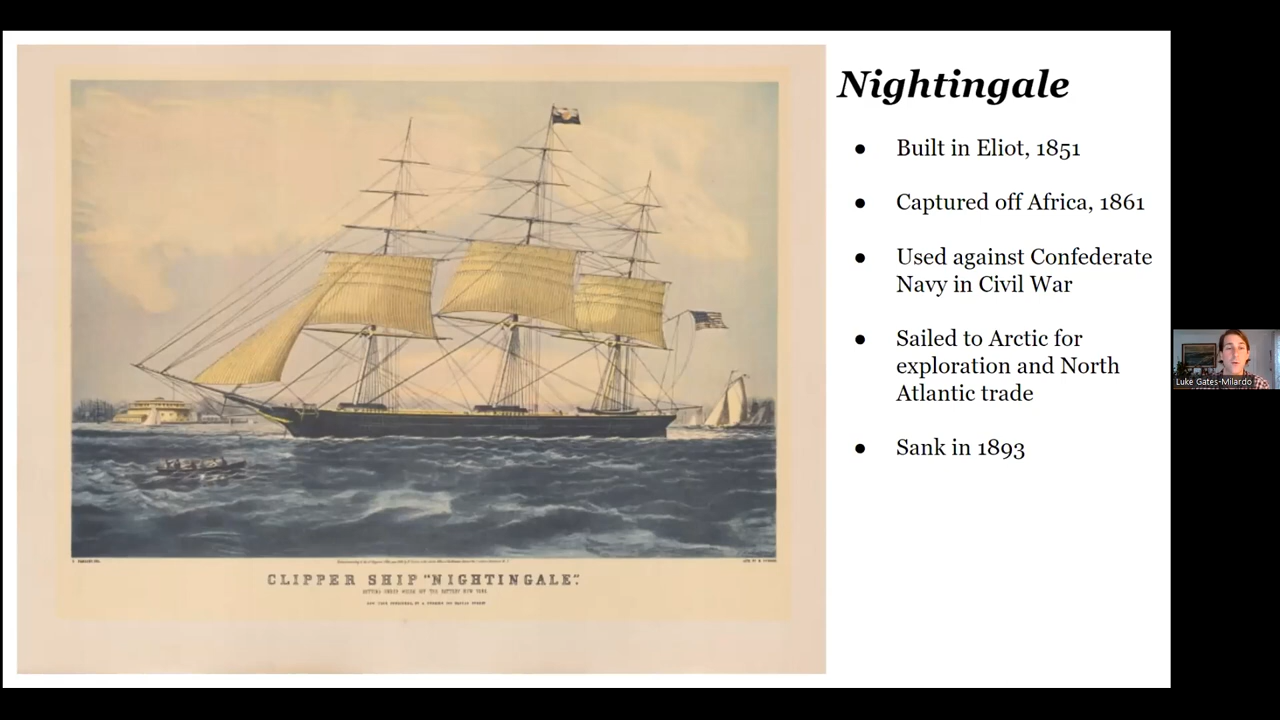 Nightingale
● Built in Eliot, 1851
● Captured off Africa, 1861
● Used against Confederate
Navy in Civil War
● Sailed to Arctic for
exploration and North
Atlantic trade
● Sank in 1893
CLIPPER SHIP "NIGHTINGALE".
Luke Gates-Milardo